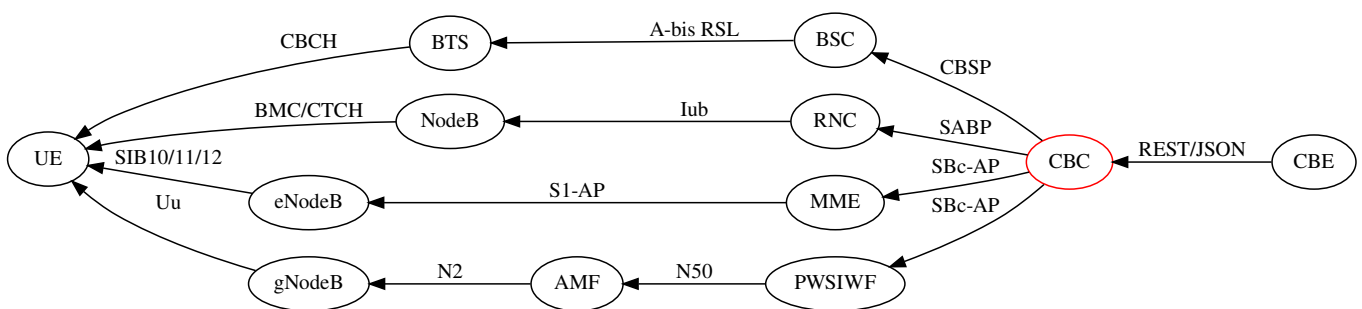 CBCH
BTS
A-bis RSL
BSC
CBSP
BMC/CTCH
NodeB
Iub
RNC
SABP
UE
SIB10/11/12
SBc-AP
CBC
REST/JSON
CBE
Uu
eNodeB
S1-AP
MME
SBc-AP
gNodeB
N2
AMF
N50
PWSIWF